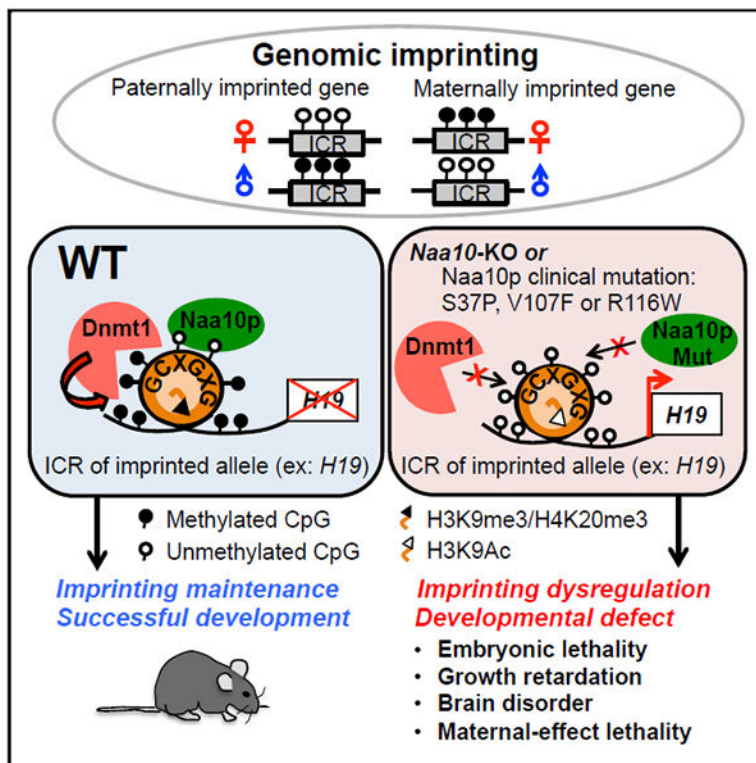 Genomic imprinting
Paternally imprinted gene
Maternally imprinted gene
ICR
ICR
ICR
ICR
WT
Dnmt1
Naa10p
GCXGXG
H19
ICR of imprinted allele (ex: H19)
Naa10-KO or
Naa10p clinical mutation:
S37P, V107F or R116W
Dnmt1
Naa10p
Mut
GCXGXG
H19
ICR of imprinted allele (ex: H19)
Methylated CpG
H3K9me3/H4K20me3
Unmethylated CpG
H3K9Ac
Imprinting maintenance
Successful development
Imprinting dysregulation
Developmental defect
• Embryonic lethality
• Growth retardation
• Brain disorder
• Maternal-effect lethality